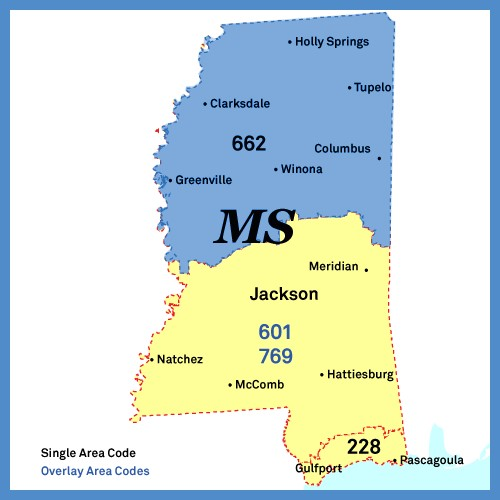 Holly Springs
Tupelo
Clarksdale
662
Columbus
Winona
Greenville
MS
Meridian
Jackson
601
769
Natchez
Hattiesburg
McComb
228
Single Area Code
Pascagoula
Gulfport
Overlay Area Codes